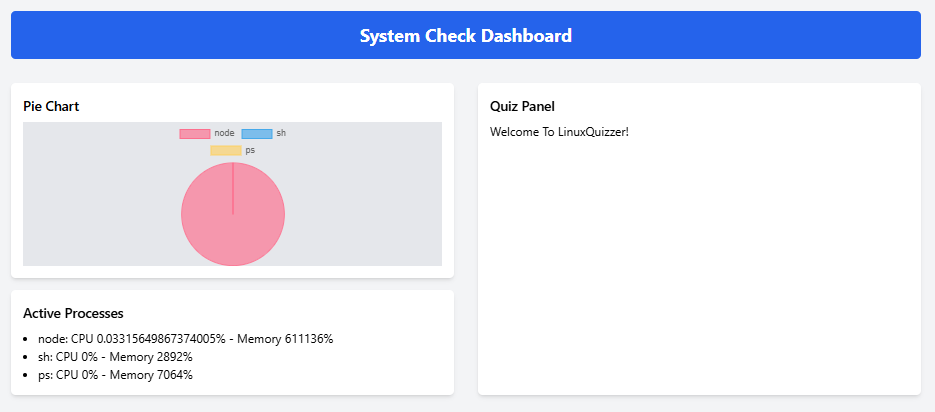 System Check Dashboard
Pie Chart
node sh
ps
Active Processes
node: CPU 0.03315649867374005% - Memory 611136%
sh: CPU 0% - Memory 2892%
ps: CPU 0% - Memory 7064%
Quiz Panel
Welcome To LinuxQuizzer!